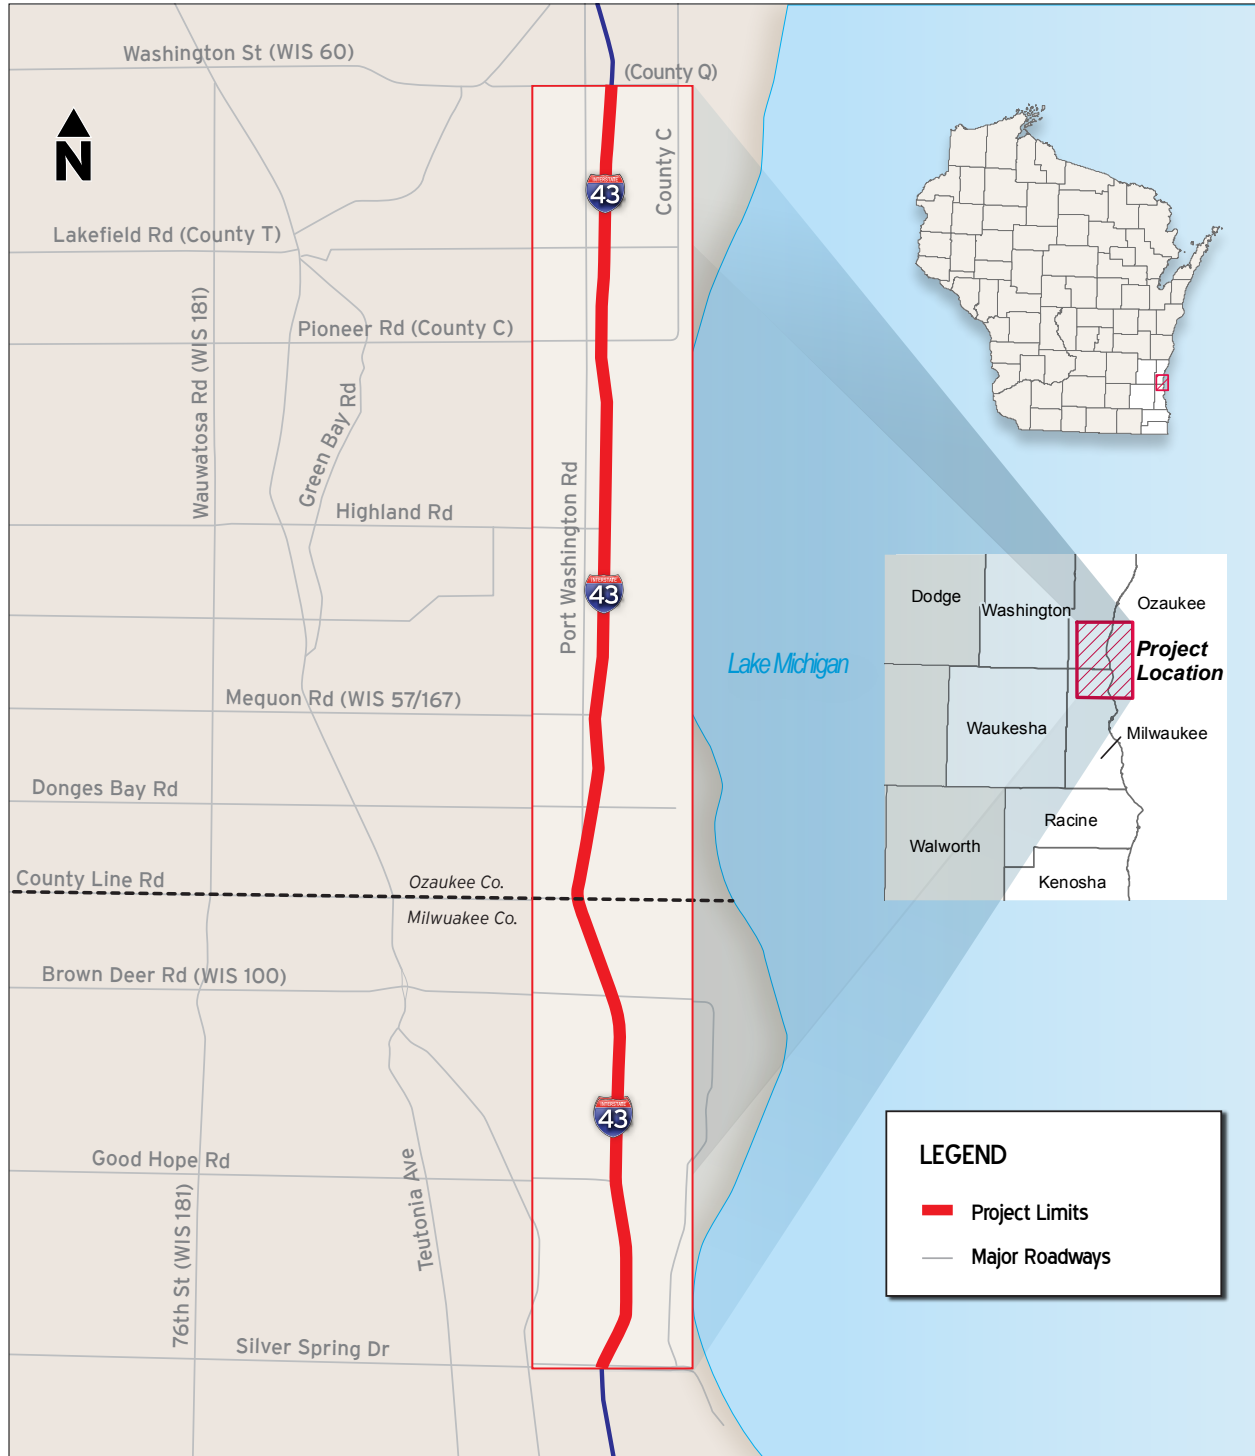 Washington St (WIS 60)
(County Q)
N
County C
INTERSTATE
43
Lakefield Rd (County T)
Wauwatosa Rd (WIS 181)
Pioneer Rd (County C)
Green Bay Rd
Highland Rd
Port Washington Rd
INTERSTATE
43
Lake Michigan
Mequon Rd (WIS 57/167)
Donges Bay Rd
County Line Rd
Ozaukee Co.
Milwuakee Co.
Brown Deer Rd (WIS 100)
INTERSTATE
43
Good Hope Rd
Teutonia Ave
76th St (WIS 181)
Silver Spring Dr
Dodge
Washington
Ozaukee
Project
Location
Waukesha
Milwaukee
Racine
Walworth
Kenosha
LEGEND
Project Limits
Major Roadways